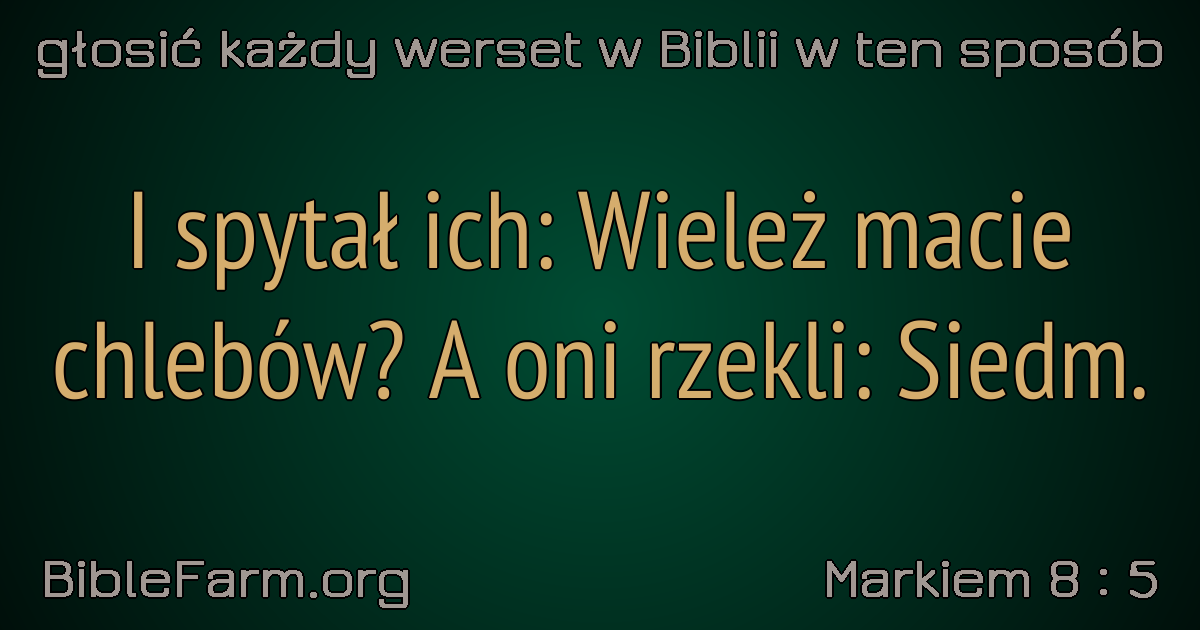 głosić każdy werset w Biblii w ten sposób
I spytał ich: Wieleż macie
chlebów? A oni rzekli: Siedm.
BibleFarm.org
Markiem 8 : 5